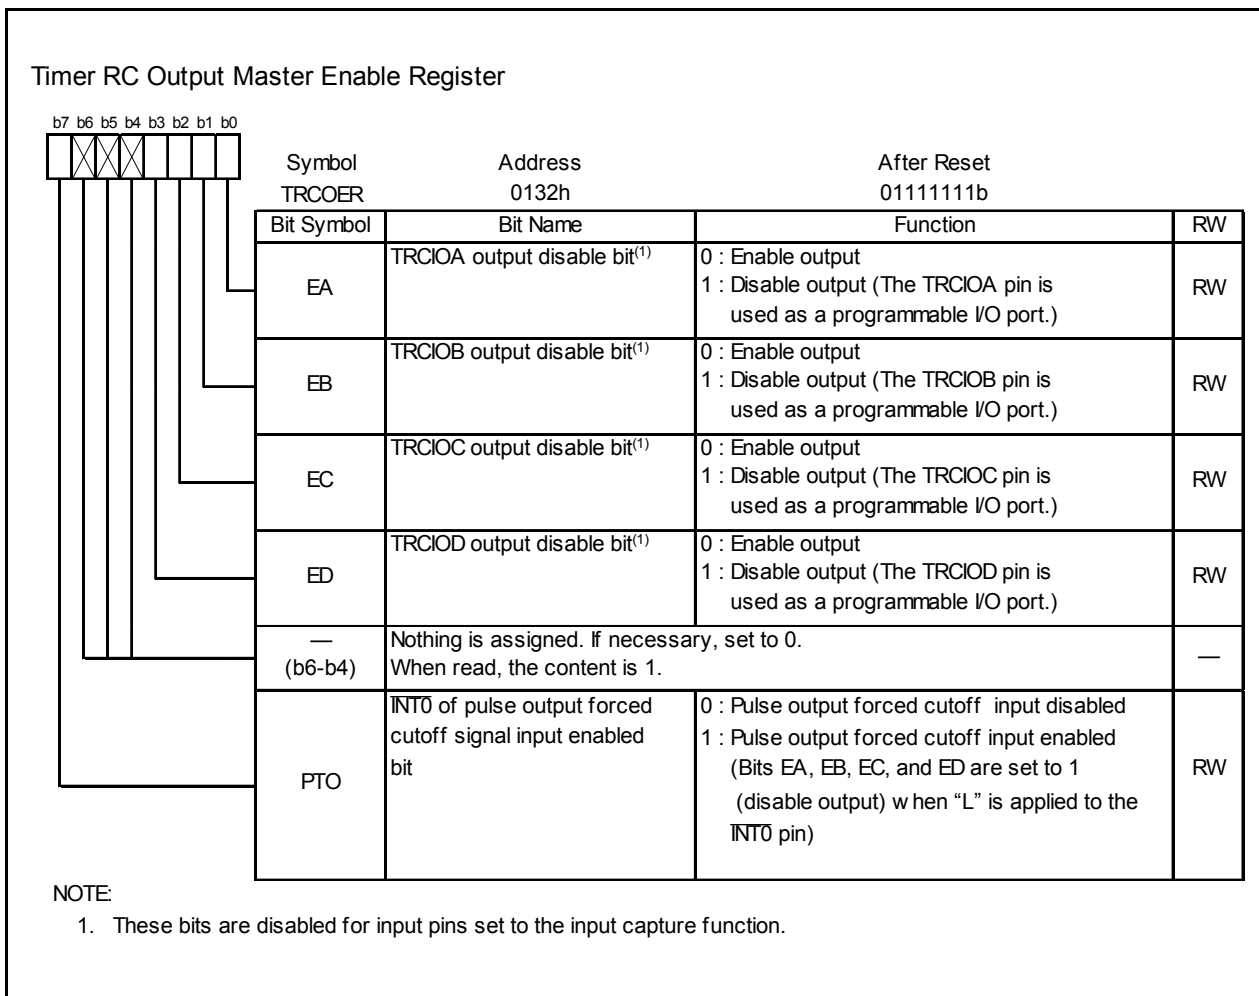 Timer RC Output Master Enable Register
b7 b6 b5 b4 b3 b2 b1 b0
Symbol Address After Reset
TRCOER 0132h 01111111b
Bit Symbol Bit Name Function RW
EA TRCIOA output disable bit(1) 0 : Enable output
1 : Disable output (The TRCIOA pin is
used as a programmable I/O port.) RW
EB TRCIOB output disable bit(1) 0 : Enable output
1 : Disable output (The TRCIOB pin is
used as a programmable I/O port.) RW
EC TRCIOC output disable bit(1) 0 : Enable output
1 : Disable output (The TRCIOC pin is
used as a programmable I/O port.) RW
ED TRCIOD output disable bit(1) 0 : Enable output
1 : Disable output (The TRCIOD pin is
used as a programmable I/O port.) RW
— Nothing is assigned. If necessary, set to 0.
(b6-b4) When read, the content is 1. —
PTO INT0 of pulse output forced
cutoff signal input enabled
bit
0 : Pulse output forced cutoff input disabled
1 : Pulse output forced cutoff input enabled
(Bits EA, EB, EC, and ED are set to 1
(disable output) when “L” is applied to the
INT0 pin)
RW
NOTE:
1. These bits are disabled for input pins set to the input capture function.